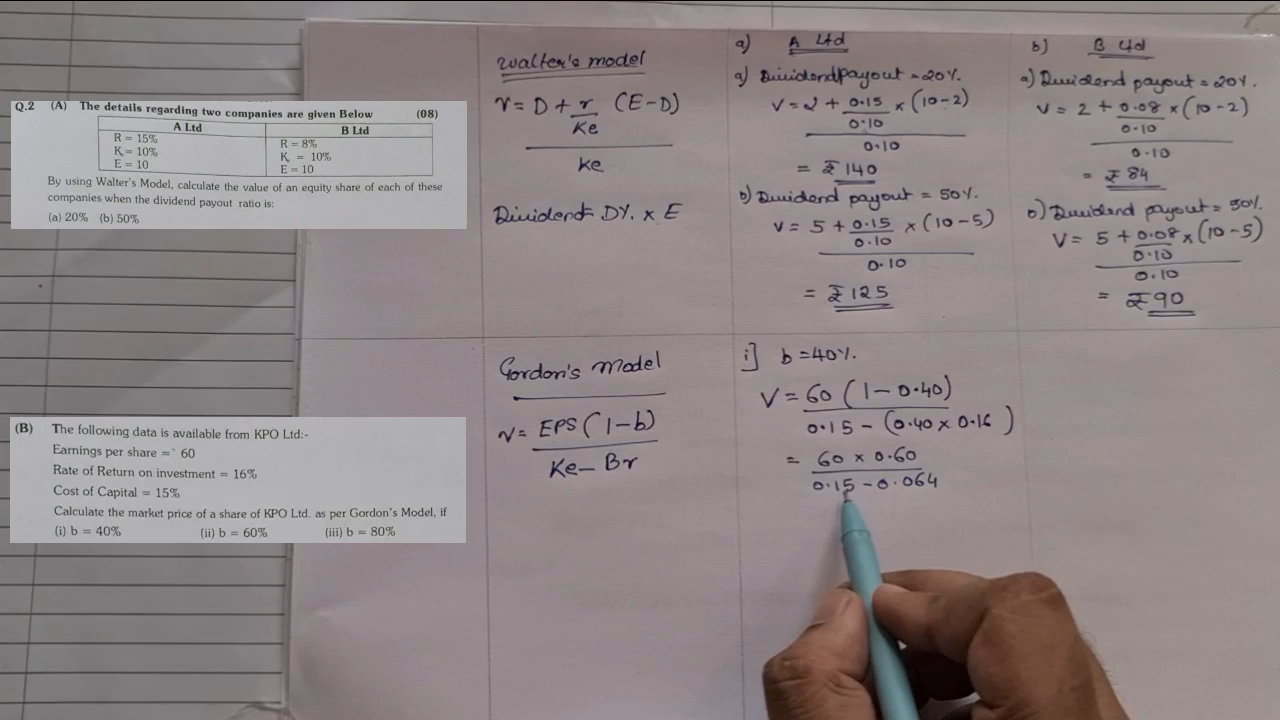 Q.2 (A) The details regarding two companies are given Below (08)
A Ltd B Ltd
R = 15% R = 8%
K = 10% K = 10%
E = 10 E = 10
By using Walter's Model, calculate the value of an equity share of each of these
companies when the dividend payout ratio is:
(a) 20% (b) 50%
(B) The following data is available from KPO Ltd:-
Earnings per share =` 60
Rate of Return on investment = 16%
Cost of Capital = 15%
Calculate the market price of a share of KPO Ltd. as per Gordon's Model, if
(i) b = 40% (ii) b = 60% (iii) b = 80%
Walter's model
V = D + r (E-D)
Ke
Ke
Dividend = D% × E
a) A Ltd
a) Dividend payout = 20%.
V = 2 + 0.15 × (10-2)
0.10
0.10
= ₹ 140
b) Dividend payout = 50%.
V = 5 + 0.15 × (10-5)
0.10
0.10
= ₹ 125
b) B Ltd
a) Dividend payout = 20%.
V = 2 + 0.08 × (10-2)
0.10
0.10
= ₹ 84
b) Dividend payout = 50%.
V = 5 + 0.08 × (10-5)
0.10
0.10
= ₹ 90
Gordon's Model
V = EPS (1-b)
Ke - Br
i] b = 40%.
V = 60 (1 - 0.40)
0.15 - (0.40 × 0.16)
= 60 × 0.60
0.15 - 0.064